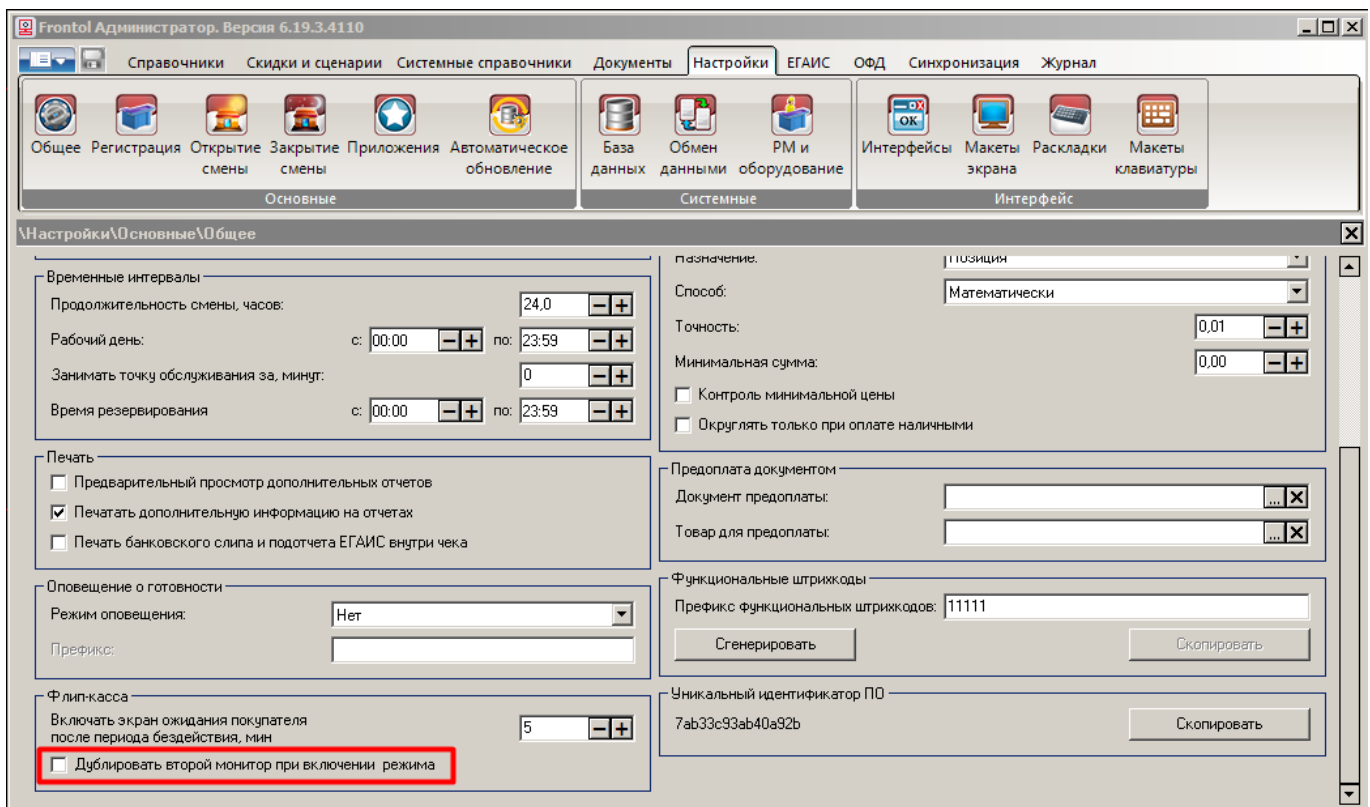 Frontol Администратор. Версия 6.19.3.4110
Справочники Скидки и сценарии Системные справочники Документы Настройки ЕГАИС ОФД Синхронизация Журнал
Общее Регистрация Открытие смены Закрытие смены Приложения Автоматическое обновление
Основные
База данных Обмен данными РМ и оборудование
Системные
OK
Интерфейсы Макеты экрана Раскладки Макеты клавиатуры
Интерфейс
\Настройки\Основные\Общее
Временные интервалы
Продолжительность смены, часов: 24,0
Рабочий день: с: 00:00 по: 23:59
Занимать точку обслуживания за, минут: 0
Время резервирования с: 00:00 по: 23:59
Печать
Предварительный просмотр дополнительных отчетов
Печатать дополнительную информацию на отчетах
Печать банковского слипа и подотчета ЕГАИС внутри чека
Оповещение о готовности
Режим оповещения: Нет
Префикс:
Флип-касса
Включать экран ожидания покупателя
после периода бездействия, мин 5
Дублировать второй монитор при включении режима
Назначение: Позиция
Способ: Математически
Точность: 0,01
Минимальная сумма: 0,00
Контроль минимальной цены
Округлять только при оплате наличными
Предоплата документом
Документ предоплаты: ...
Товар для предоплаты: ...
Функциональные штрихкоды
Префикс функциональных штрихкодов: 11111
Сгенерировать Скопировать
Уникальный идентификатор ПО
7ab33c93ab40a92b Скопировать